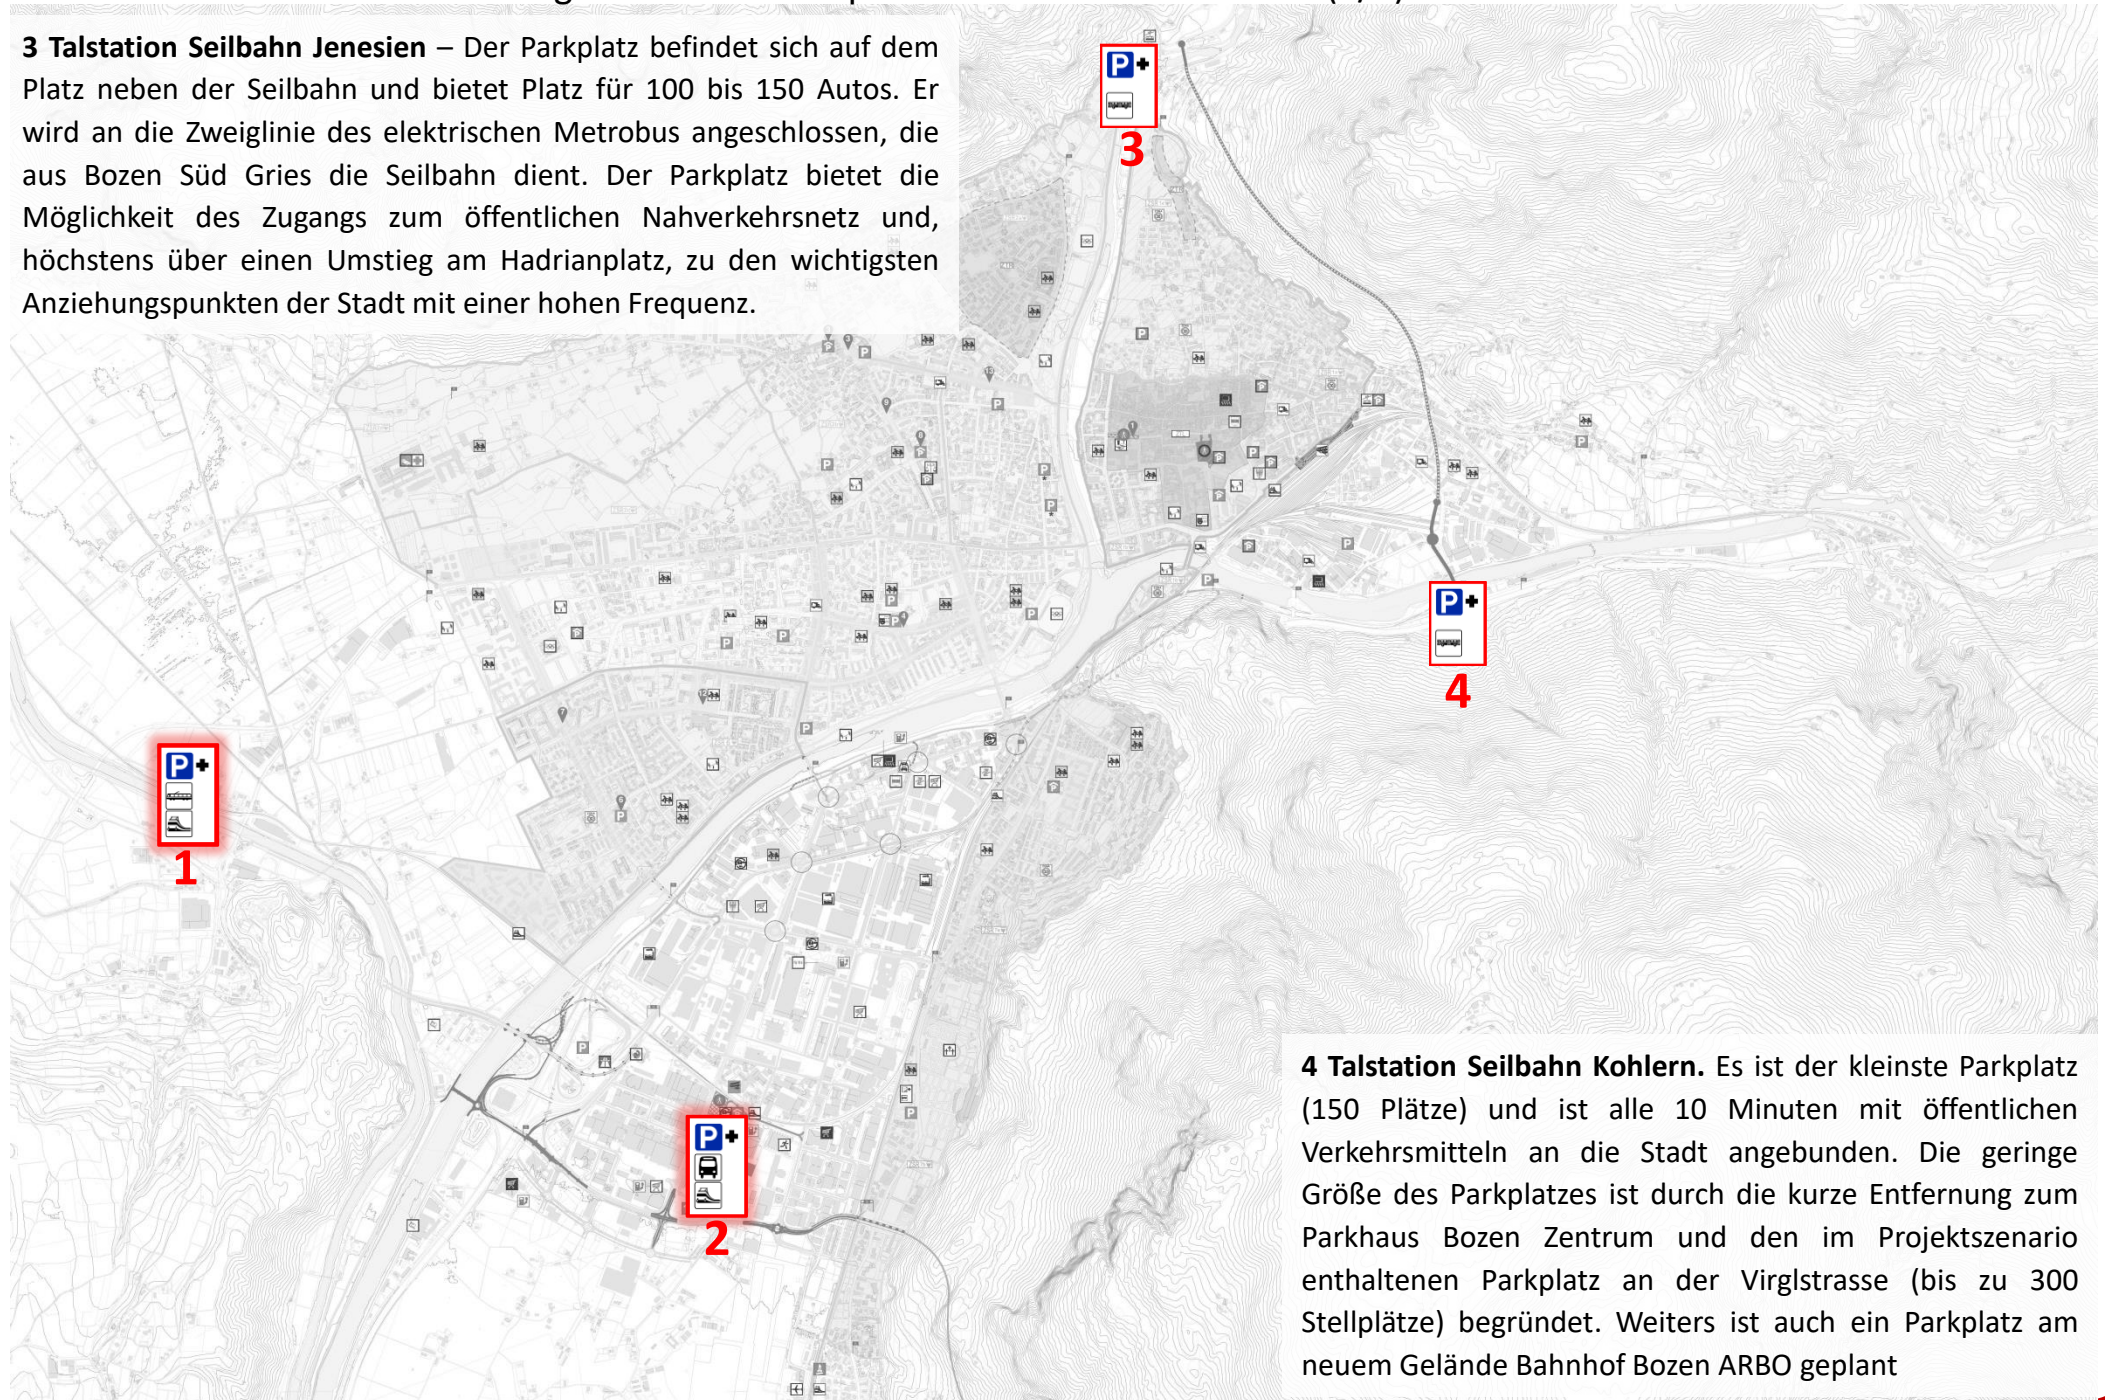 3 Talstation Seilbahn Jenesien – Der Parkplatz befindet sich auf dem
Platz neben der Seilbahn und bietet Platz für 100 bis 150 Autos. Er
wird an die Zweiglinie des elektrischen Metrobus angeschlossen, die
aus Bozen Süd Gries die Seilbahn dient. Der Parkplatz bietet die
Möglichkeit des Zugangs zum öffentlichen Nahverkehrsnetz und,
höchstens über einen Umstieg am Hadrianplatz, zu den wichtigsten
Anziehungspunkten der Stadt mit einer hohen Frequenz.
P+
3
P+
4
P+
1
P+
2
4 Talstation Seilbahn Kohlern. Es ist der kleinste Parkplatz
(150 Plätze) und ist alle 10 Minuten mit öffentlichen
Verkehrsmitteln an die Stadt angebunden. Die geringe
Größe des Parkplatzes ist durch die kurze Entfernung zum
Parkhaus Bozen Zentrum und den im Projektszenario
enthaltenen Parkplatz an der Virglstrasse (bis zu 300
Stellplätze) begründet. Weiters ist auch ein Parkplatz am
neuem Gelände Bahnhof Bozen ARBO geplant